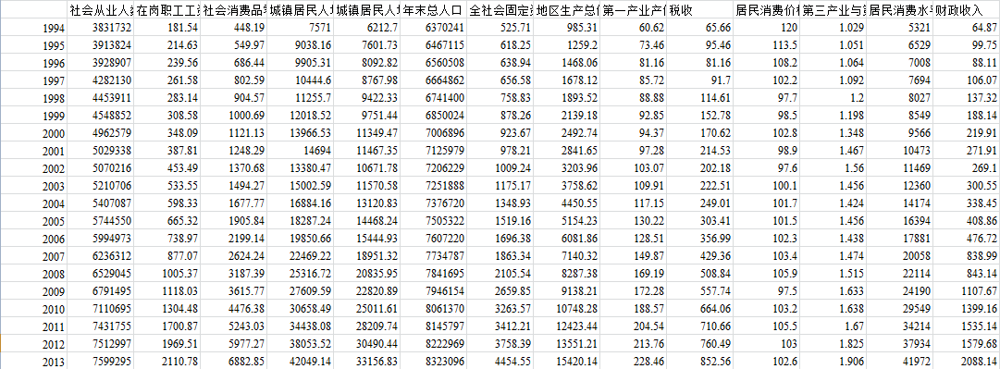 社会从业人 在岗职工工 社会消费品 城镇居民人 城镇居民人 年末总人口 全社会固定 地区生产总 第一产业产 税收 居民消费价 第三产业与 居民消费水 财政收入
1994 3831732 181.54 448.19 7571 6212.7 6370241 525.71 985.31 60.62 65.66 120 1.029 5321 64.87
1995 3913824 214.63 549.97 9038.16 7601.73 6467115 618.25 1259.2 73.46 95.46 113.5 1.051 6529 99.75
1996 3928907 239.56 686.44 9905.31 8092.82 6560508 638.94 1468.06 81.16 81.16 108.2 1.064 7008 88.11
1997 4282130 261.58 802.59 10444.6 8767.98 6664862 656.58 1678.12 85.72 91.7 102.2 1.092 7694 106.07
1998 4453911 283.14 904.57 11255.7 9422.33 6741400 758.83 1893.52 88.88 114.61 97.7 1.2 8027 137.32
1999 4548852 308.58 1000.69 12018.52 9751.44 6850024 878.26 2139.18 92.85 152.78 98.5 1.198 8549 188.14
2000 4962579 348.09 1121.13 13966.53 11349.47 7006896 923.67 2492.74 94.37 170.62 102.8 1.348 9566 219.91
2001 5029338 387.81 1248.29 14694 11467.35 7125979 978.21 2841.65 97.28 214.53 98.9 1.467 10473 271.91
2002 5070216 453.49 1370.68 13380.47 10671.78 7206229 1009.24 3203.96 103.07 202.18 97.6 1.56 11469 269.1
2003 5210706 533.55 1494.27 15002.59 11570.58 7251888 1175.17 3758.62 109.91 222.51 100.1 1.456 12360 300.55
2004 5407087 598.33 1677.77 16884.16 13120.83 7376720 1348.93 4450.55 117.15 249.01 101.7 1.424 14174 338.45
2005 5744550 665.32 1905.84 18287.24 14468.24 7505322 1519.16 5154.23 130.22 303.41 101.5 1.456 16394 408.86
2006 5994973 738.97 2199.14 19850.66 15444.93 7607220 1696.38 6081.86 128.51 356.99 102.3 1.438 17881 476.72
2007 6236312 877.07 2624.24 22469.22 18951.32 7734787 1863.34 7140.32 149.87 429.36 103.4 1.474 20058 838.99
2008 6529045 1005.37 3187.39 25316.72 20835.95 7841695 2105.54 8287.38 169.19 508.84 105.9 1.515 22114 843.14
2009 6791495 1118.03 3615.77 27609.59 22820.89 7946154 2659.85 9138.21 172.28 557.74 97.5 1.633 24190 1107.67
2010 7110695 1304.48 4476.38 30658.49 25011.61 8061370 3263.57 10748.28 188.57 664.06 103.2 1.638 29549 1399.16
2011 7431755 1700.87 5243.03 34438.08 28209.74 8145797 3412.21 12423.44 204.54 710.66 105.5 1.67 34214 1535.14
2012 7512997 1969.51 5977.27 38053.52 30490.44 8222969 3758.39 13551.21 213.76 760.49 103 1.825 37934 1579.68
2013 7599295 2110.78 6882.85 42049.14 33156.83 8323096 4454.55 15420.14 228.46 852.56 102.6 1.906 41972 2088.14